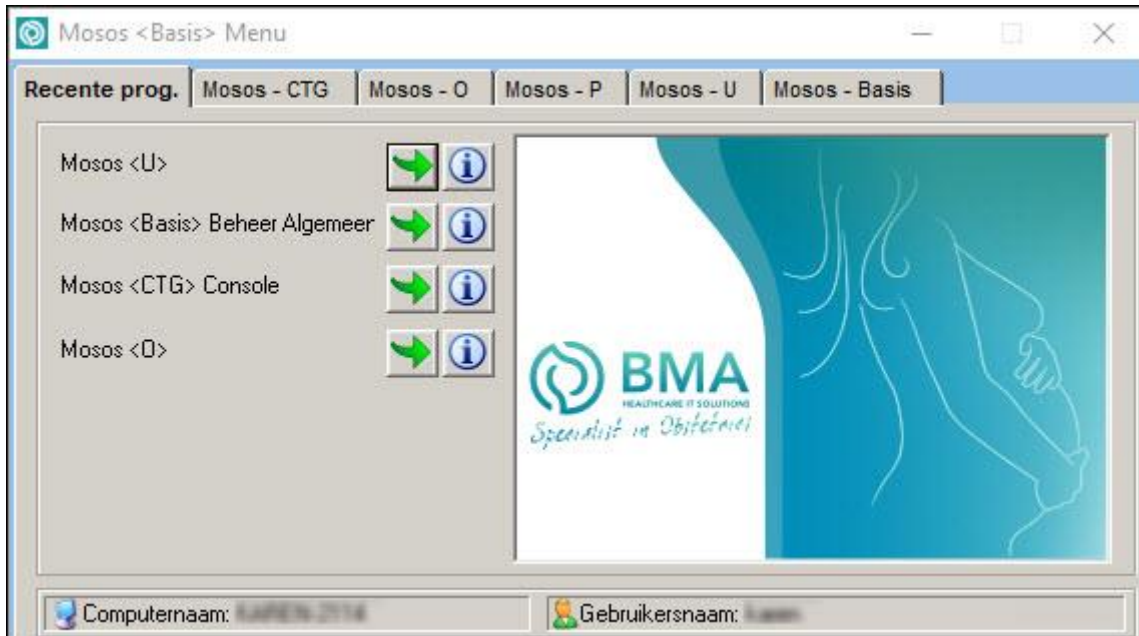 Mosos <Basis> Menu
Recente prog. Mosos - CTG Mosos - O Mosos - P Mosos - U Mosos - Basis
Mosos <U>
Mosos <Basis> Beheer Algemeer
Mosos <CTG> Console
Mosos <O>
BMA
HEALTHCARE IT SOLUTIONS
Specialist in Obstetrics
Computernaam:
Gebruikersnaam: